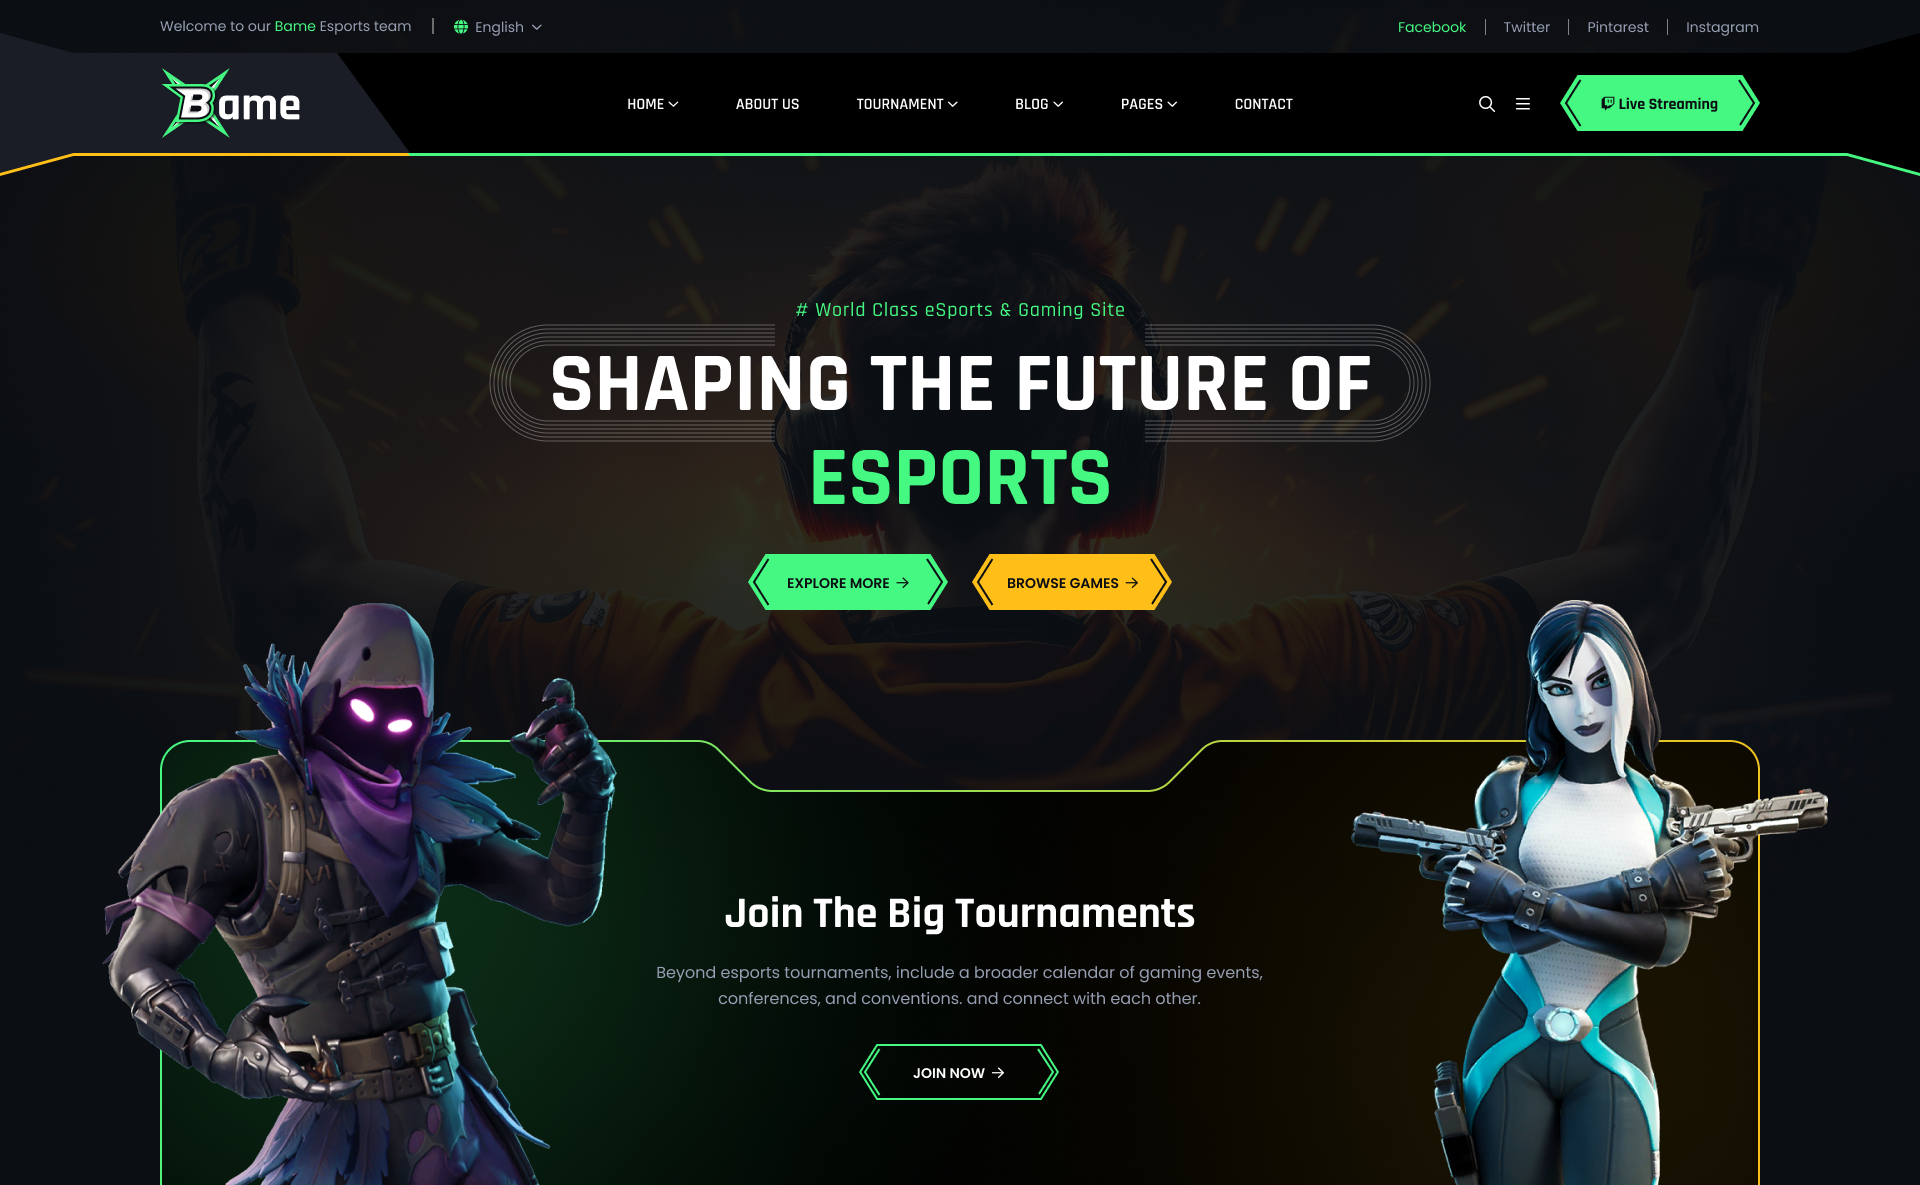 Welcome to our Bame Esports team
English
Facebook
Twitter
Pintarest
Instagram
Bame
HOME
ABOUT US
TOURNAMENT
BLOG
PAGES
CONTACT
Live Streaming
# World Class eSports & Gaming Site
SHAPING THE FUTURE OF
ESPORTS
EXPLORE MORE →
BROWSE GAMES →
Join The Big Tournaments
Beyond esports tournaments, include a broader calendar of gaming events,
conferences, and conventions. and connect with each other.
JOIN NOW →